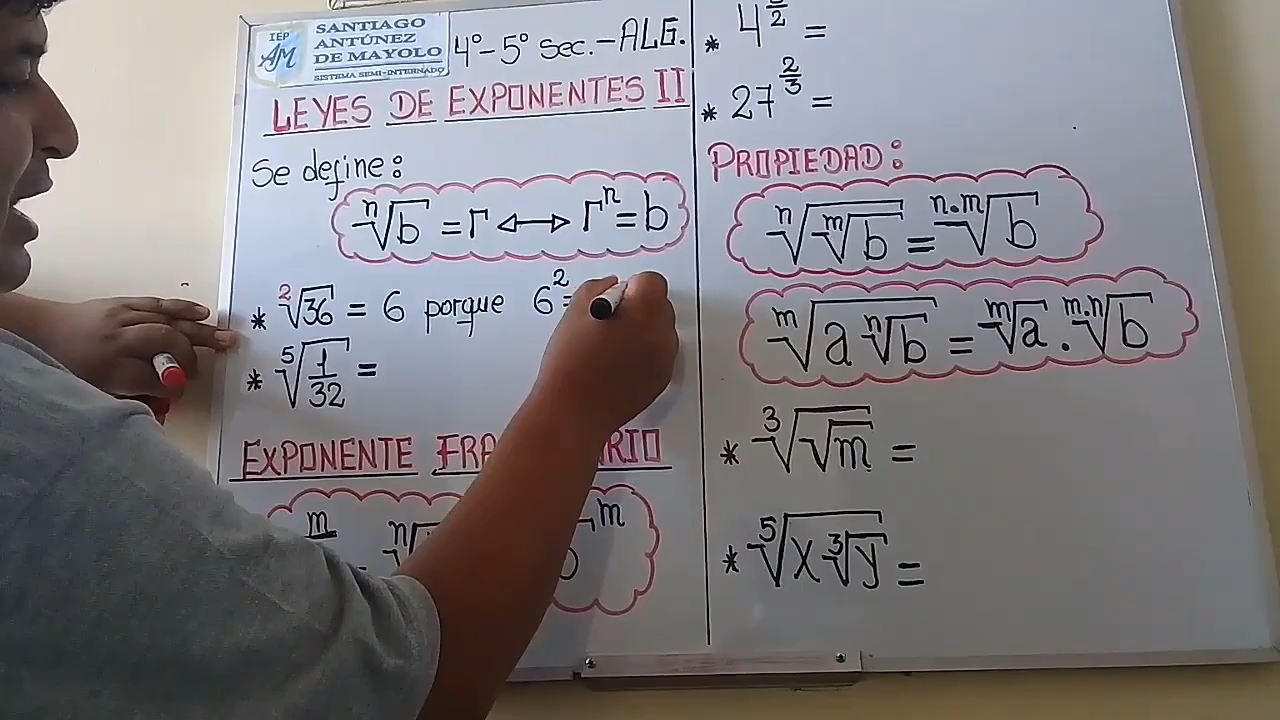 IEP
AM
SANTIAGO
ANTÚNEZ
DE MAYOLO
SISTEMA SEMI-INTERNADO
4° - 5° Sec. - ALG.
LEYES DE EXPONENTES II
Se define:
ⁿ√b = r ↔ rⁿ = b
* ²√36 = 6 porque 6² =
* ⁵√(1/32) =
EXPONENTE
m
m
* 27^(2/3) =
PROPIEDAD:
ⁿ√(ᵐ√b) = ⁿ·ᵐ√b
ᵐ√(a ⁿ√b) = ᵐ√a . ᵐ·ⁿ√b
* ³√(√m) =
* ⁵√(x ³√y) =